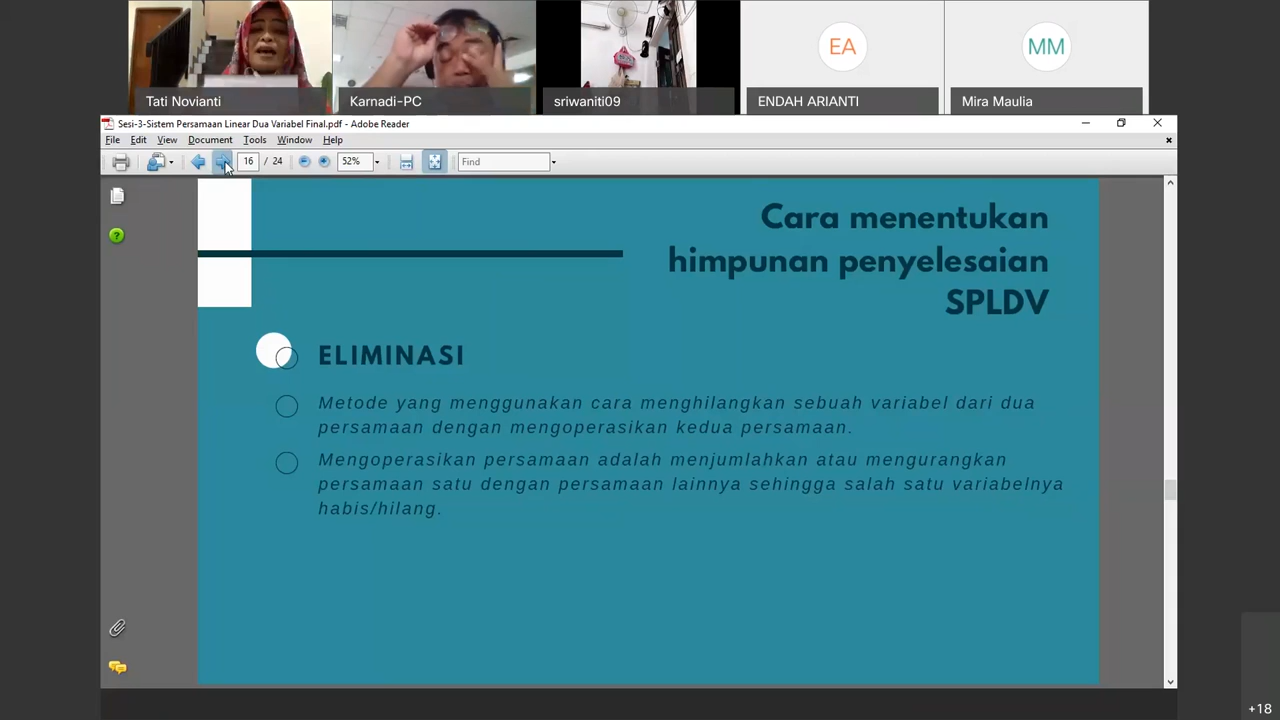 EA
MM
Tati Novianti
Karnadi-PC
sriwaniti09
ENDAH ARIANTI
Mira Maulia
Sesi-3-Sistem Persamaan Linear Dua Variabel Final.pdf - Adobe Reader
File Edit View Document Tools Window Help
16 / 24 52% Find
Cara menentukan
himpunan penyelesaian
SPLDV
ELIMINASI
Metode yang menggunakan cara menghilangkan sebuah variabel dari dua
persamaan dengan mengoperasikan kedua persamaan.
Mengoperasikan persamaan adalah menjumlahkan atau mengurangkan
persamaan satu dengan persamaan lainnya sehingga salah satu variabelnya
habis/hilang.
+18